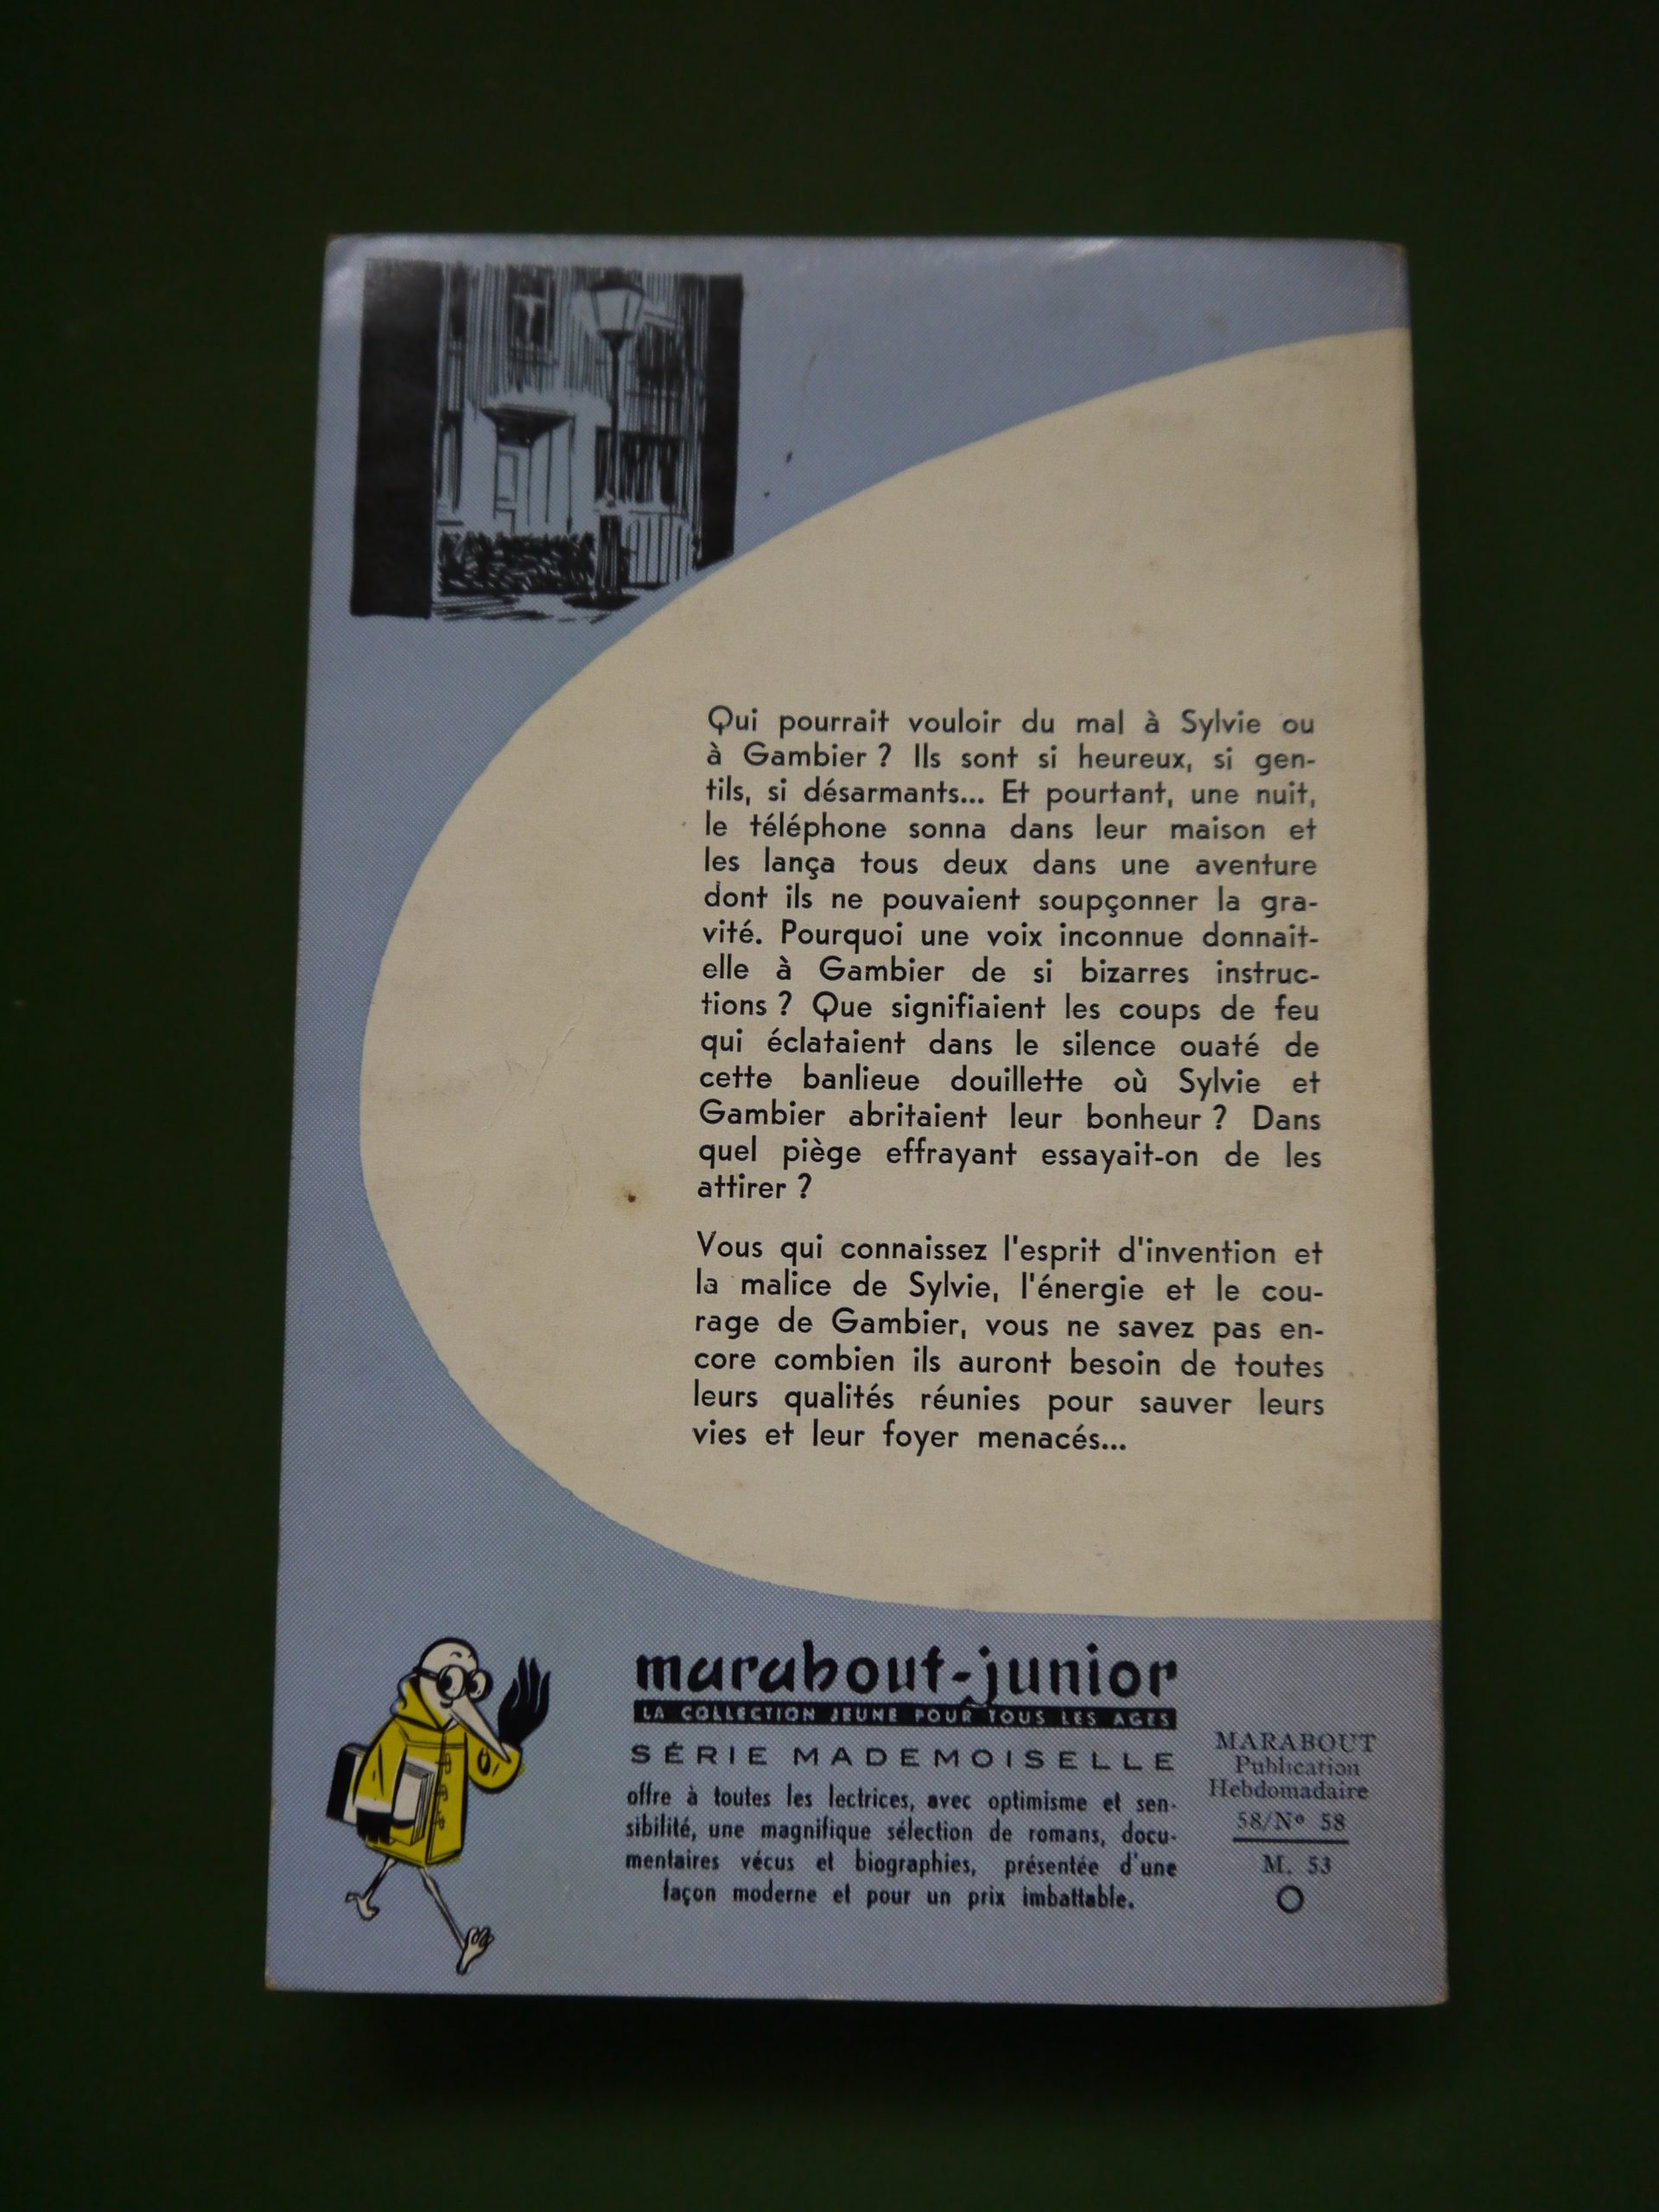 Qui pourrait vouloir du mal à Sylvie ou
à Gambier ? Ils sont si heureux, si gen-
tils, si désarmants... Et pourtant, une nuit,
le téléphone sonna dans leur maison et
les lança tous deux dans une aventure
dont ils ne pouvaient soupçonner la gra-
vité. Pourquoi une voix inconnue donnait-
elle à Gambier de si bizarres instruc-
tions ? Que signifiaient les coups de feu
qui éclataient dans le silence ouaté de
cette banlieue douillette où Sylvie et
Gambier abritaient leur bonheur ? Dans
quel piège effrayant essayait-on de les
attirer ?
Vous qui connaissez l'esprit d'invention et
la malice de Sylvie, l'énergie et le cou-
rage de Gambier, vous ne savez pas en-
core combien ils auront besoin de toutes
leurs qualités réunies pour sauver leurs
vies et leur foyer menacés...
marabout-junior
LA COLLECTION JEUNE POUR TOUS LES AGES
SÉRIE MADEMOISELLE
offre à toutes les lectrices, avec optimisme et sen-
sibilité, une magnifique sélection de romans, docu-
mentaires vécus et biographies, présentée d'une
façon moderne et pour un prix imbattable.
MARABOUT
Publication
Hebdomadaire
58/Nº 58
M. 53